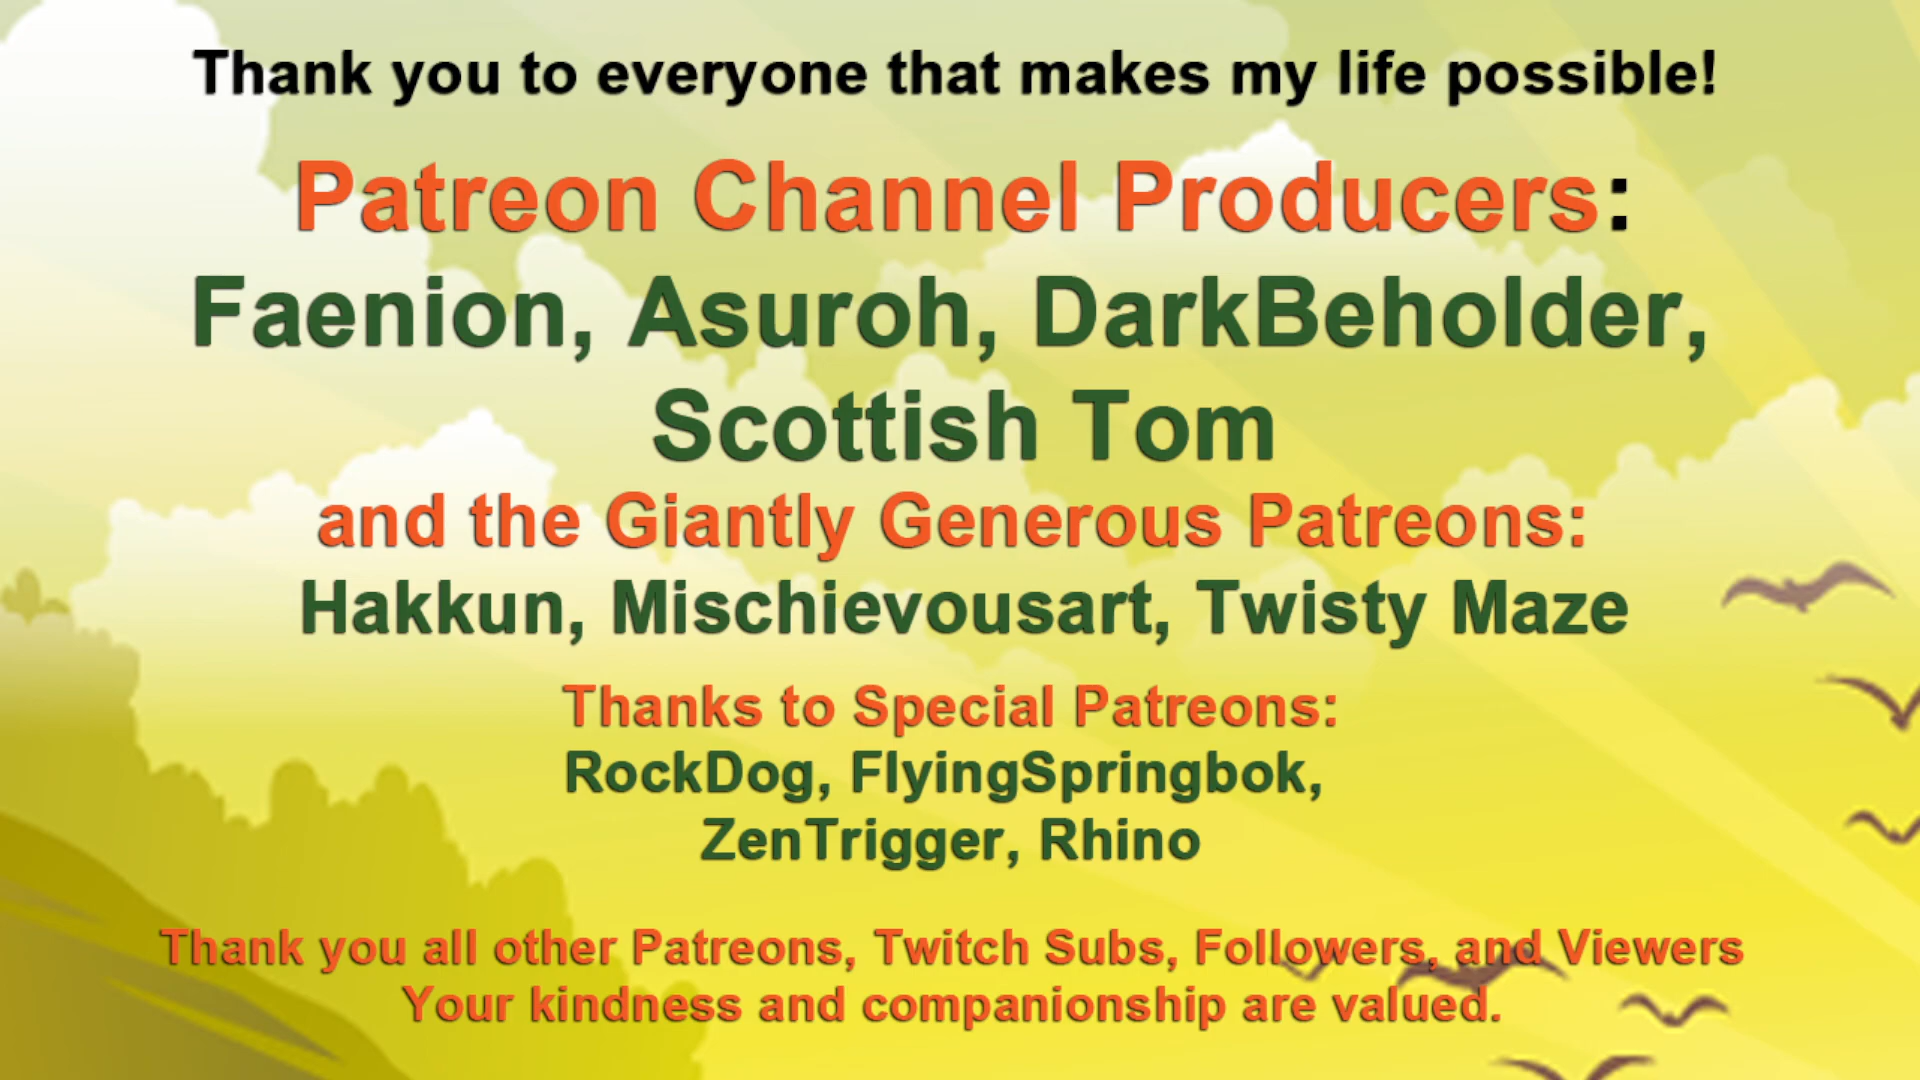 Thank you to everyone that makes my life possible!
Patreon Channel Producers:
Faenion, Asuroh, DarkBeholder,
Scottish Tom
and the Giantly Generous Patreons:
Hakkun, Mischievousart, Twisty Maze
Thanks to Special Patreons:
RockDog, FlyingSpringbok,
ZenTrigger, Rhino
Thank you all other Patreons, Twitch Subs, Followers, and Viewers
Your kindness and companionship are valued.